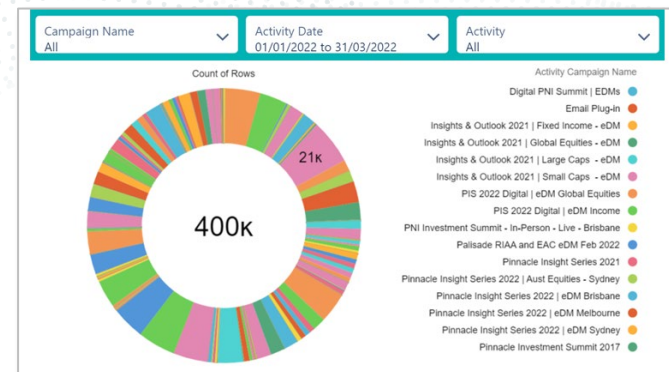 Campaign Name
All
Activity Date
01/01/2022 to 31/03/2022
Activity
All
Count of Rows
21K
400K
Activity Campaign Name
Digital PNI Summit | EDMs
Email Plug-in
Insights & Outlook 2021 | Fixed Income - eDM
Insights & Outlook 2021 | Global Equities - eDM
Insights & Outlook 2021 | Large Caps - eDM
Insights & Outlook 2021 | Small Caps - eDM
PIS 2022 Digital | eDM Global Equities
PIS 2022 Digital | eDM Income
PNI Investment Summit - In-Person - Live - Brisbane
Palisade RIAA and EAC eDM Feb 2022
Pinnacle Insight Series 2021
Pinnacle Insight Series 2022 | Aust Equities - Sydney
Pinnacle Insight Series 2022 | eDM Brisbane
Pinnacle Insight Series 2022 | eDM Melbourne
Pinnacle Insight Series 2022 | eDM Sydney
Pinnacle Investment Summit 2017